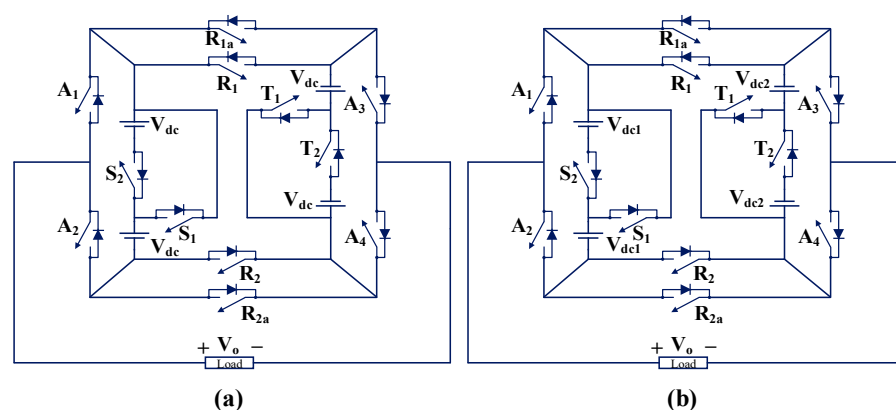 R1a
R1
Vdc
T1
A1
A3
Vdc
T2
S2
Vdc
A2
S1
Vdc
A4
R2
R2a
+ Vo −
Load
(a)
R1a
R1
Vdc2
T1
A1
A3
Vdc1
T2
S2
Vdc2
A2
S1
Vdc1
A4
R2
R2a
+ Vo −
Load
(b)